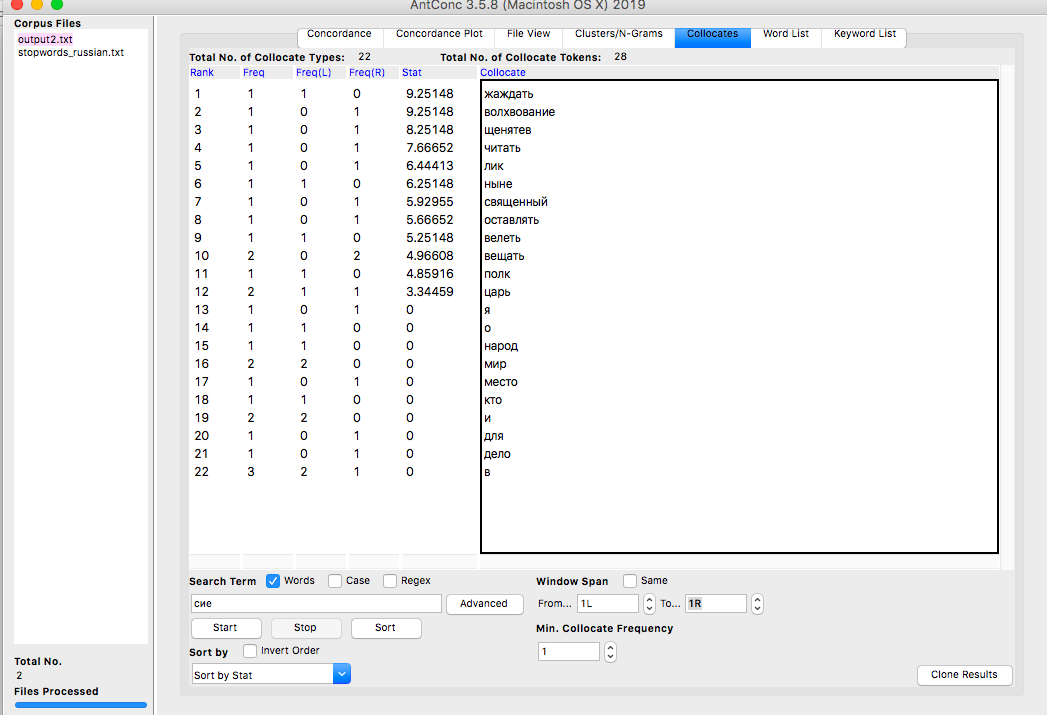 AntConc 3.5.8 (Macintosh OS X) 2019
Corpus Files
output2.txt
stopwords_russian.txt
Concordance Concordance Plot File View Clusters/N-Grams Collocates Word List Keyword List
Total No. of Collocate Types: 22 Total No. of Collocate Tokens: 28
Rank Freq Freq(L) Freq(R) Stat Collocate
1 1 1 0 9.25148 жаждать
2 1 0 1 9.25148 волхвование
3 1 0 1 8.25148 щенятев
4 1 0 1 7.66652 читать
5 1 0 1 6.44413 лик
6 1 1 0 6.25148 ныне
7 1 0 1 5.92955 священный
8 1 0 1 5.66652 оставлять
9 1 1 0 5.25148 велеть
10 2 0 2 4.96608 вещать
11 1 1 0 4.85916 полк
12 2 1 1 3.34459 царь
13 1 0 1 0 я
14 1 1 0 0 о
15 1 1 0 0 народ
16 2 2 0 0 мир
17 1 0 1 0 место
18 1 1 0 0 кто
19 2 2 0 0 и
20 1 0 1 0 для
21 1 0 1 0 дело
22 3 2 1 0 в
Search Term Words Case Regex Window Span Same
сие Advanced From... 1L To... 1R
Start Stop Sort Min. Collocate Frequency
Sort by Invert Order 1
Sort by Stat Clone Results
Total No.
2
Files Processed